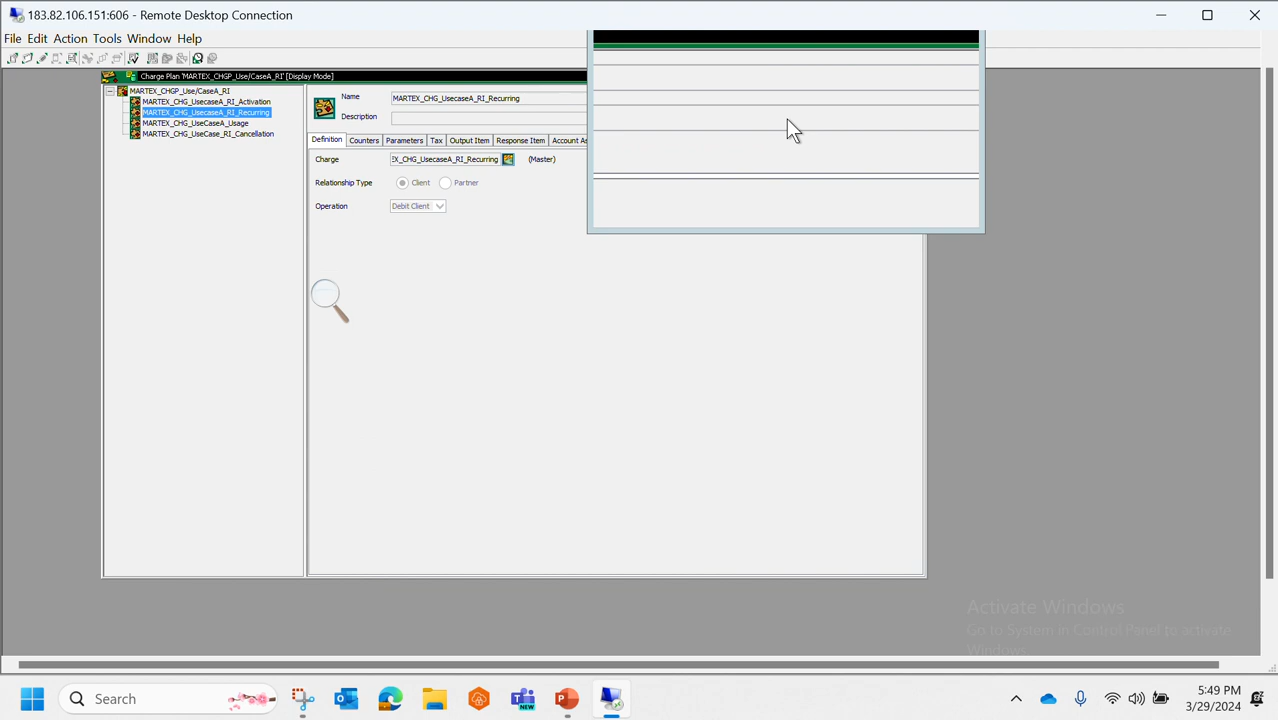 183.82.106.151:606 - Remote Desktop Connection
File Edit Action Tools Window Help
Charge Plan 'MARTEX_CHGP_Use/CaseA_RI' [Display Mode]
MARTEX_CHGP_Use/CaseA_RI
MARTEX_CHG_UsecaseA_RI_Activation
MARTEX_CHG_UsecaseA_RI_Recurring
MARTEX_CHG_UseCaseA_Usage
MARTEX_CHG_UseCase_RI_Cancellation
Name MARTEX_CHG_UsecaseA_RI_Recurring
Description
Definition Counters Parameters Tax Output Item Response Item Account As
Charge EX_CHG_UsecaseA_RI_Recurring (Master)
Relationship Type Client Partner
Operation Debit Client
Activate Windows
Go to System in Control Panel to activate
Windows.
Search
NEW
5:49 PM
3/29/2024